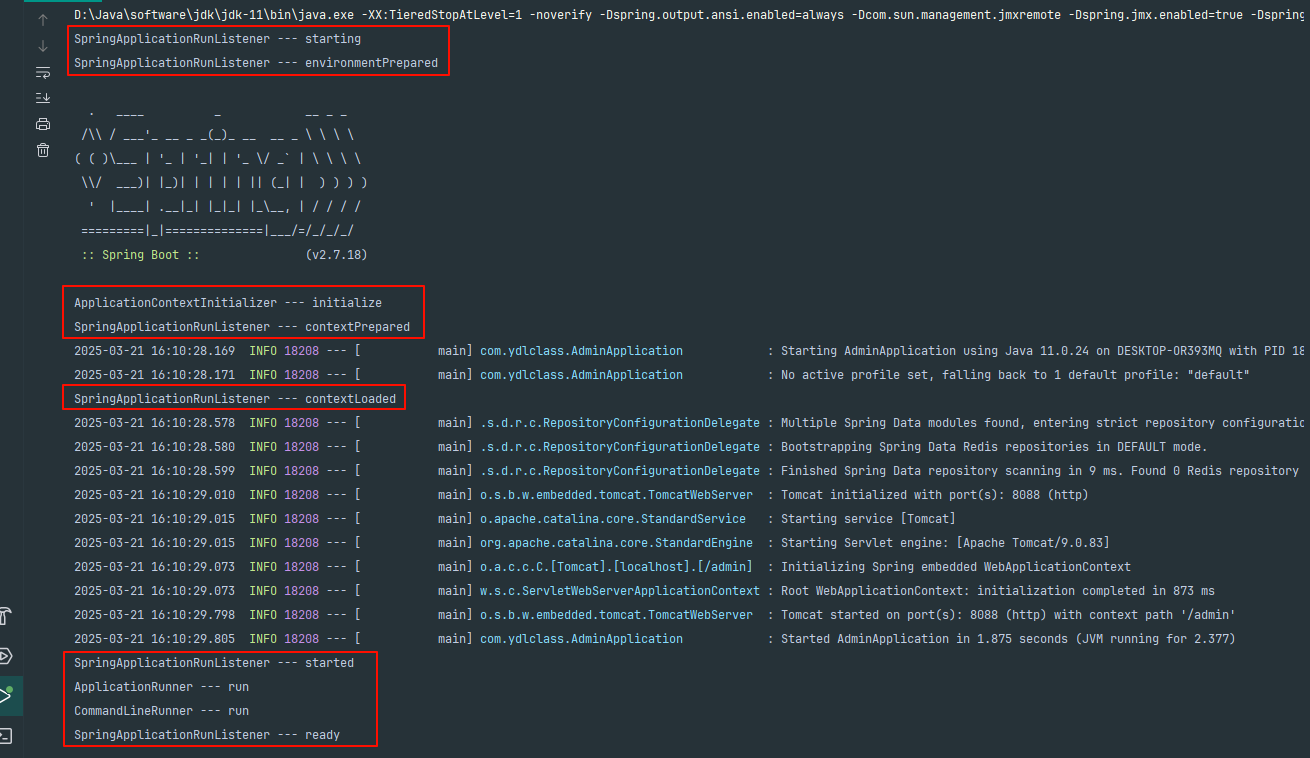 D:\Java\software\jdk\jdk-11\bin\java.exe -XX:TieredStopAtLevel=1 -noverify -Dspring.output.ansi.enabled=always -Dcom.sun.management.jmxremote -Dspring.jmx.enabled=true -Dspring
SpringApplicationRunListener --- starting
SpringApplicationRunListener --- environmentPrepared
  .   ____          _            __ _ _
 /\\ / ___'_ __ _ _(_)_ __  __ _ \ \ \ \
( ( )\___ | '_ | '_| | '_ \/ _` | \ \ \ \
 \\/  ___)| |_)| | | | | || (_| |  ) ) ) )
  '  |____| .__|_| |_|_| |_\__, | / / / /
 =========|_|==============|___/=/_/_/_/
 :: Spring Boot ::               (v2.7.18)
ApplicationContextInitializer --- initialize
SpringApplicationRunListener --- contextPrepared
2025-03-21 16:10:28.169  INFO 18208 --- [           main] com.ydlclass.AdminApplication            : Starting AdminApplication using Java 11.0.24 on DESKTOP-OR393MQ with PID 18
2025-03-21 16:10:28.171  INFO 18208 --- [           main] com.ydlclass.AdminApplication            : No active profile set, falling back to 1 default profile: "default"
SpringApplicationRunListener --- contextLoaded
2025-03-21 16:10:28.578  INFO 18208 --- [           main] .s.d.r.c.RepositoryConfigurationDelegate : Multiple Spring Data modules found, entering strict repository configuratio
2025-03-21 16:10:28.580  INFO 18208 --- [           main] .s.d.r.c.RepositoryConfigurationDelegate : Bootstrapping Spring Data Redis repositories in DEFAULT mode.
2025-03-21 16:10:28.599  INFO 18208 --- [           main] .s.d.r.c.RepositoryConfigurationDelegate : Finished Spring Data repository scanning in 9 ms. Found 0 Redis repository
2025-03-21 16:10:29.010  INFO 18208 --- [           main] o.s.b.w.embedded.tomcat.TomcatWebServer  : Tomcat initialized with port(s): 8088 (http)
2025-03-21 16:10:29.015  INFO 18208 --- [           main] o.apache.catalina.core.StandardService   : Starting service [Tomcat]
2025-03-21 16:10:29.015  INFO 18208 --- [           main] org.apache.catalina.core.StandardEngine  : Starting Servlet engine: [Apache Tomcat/9.0.83]
2025-03-21 16:10:29.073  INFO 18208 --- [           main] o.a.c.c.C.[Tomcat].[localhost].[/admin]  : Initializing Spring embedded WebApplicationContext
2025-03-21 16:10:29.073  INFO 18208 --- [           main] w.s.c.ServletWebServerApplicationContext : Root WebApplicationContext: initialization completed in 873 ms
2025-03-21 16:10:29.798  INFO 18208 --- [           main] o.s.b.w.embedded.tomcat.TomcatWebServer  : Tomcat started on port(s): 8088 (http) with context path '/admin'
2025-03-21 16:10:29.805  INFO 18208 --- [           main] com.ydlclass.AdminApplication            : Started AdminApplication in 1.875 seconds (JVM running for 2.377)
SpringApplicationRunListener --- started
ApplicationRunner --- run
CommandLineRunner --- run
SpringApplicationRunListener --- ready